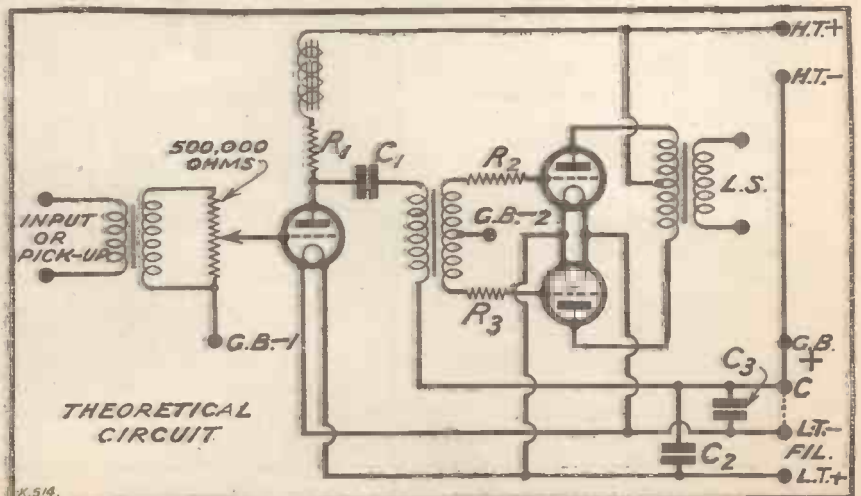 H.T.+
H.T.-
500,000
OHMS
R1
C1
R2
INPUT
OR
PICK-UP
G.B.-2
L.S.
G.B.-1
R3
G.B.
+
C3
C
THEORETICAL
CIRCUIT
L.T.-
C2
FIL.
L.T.+
X.514.